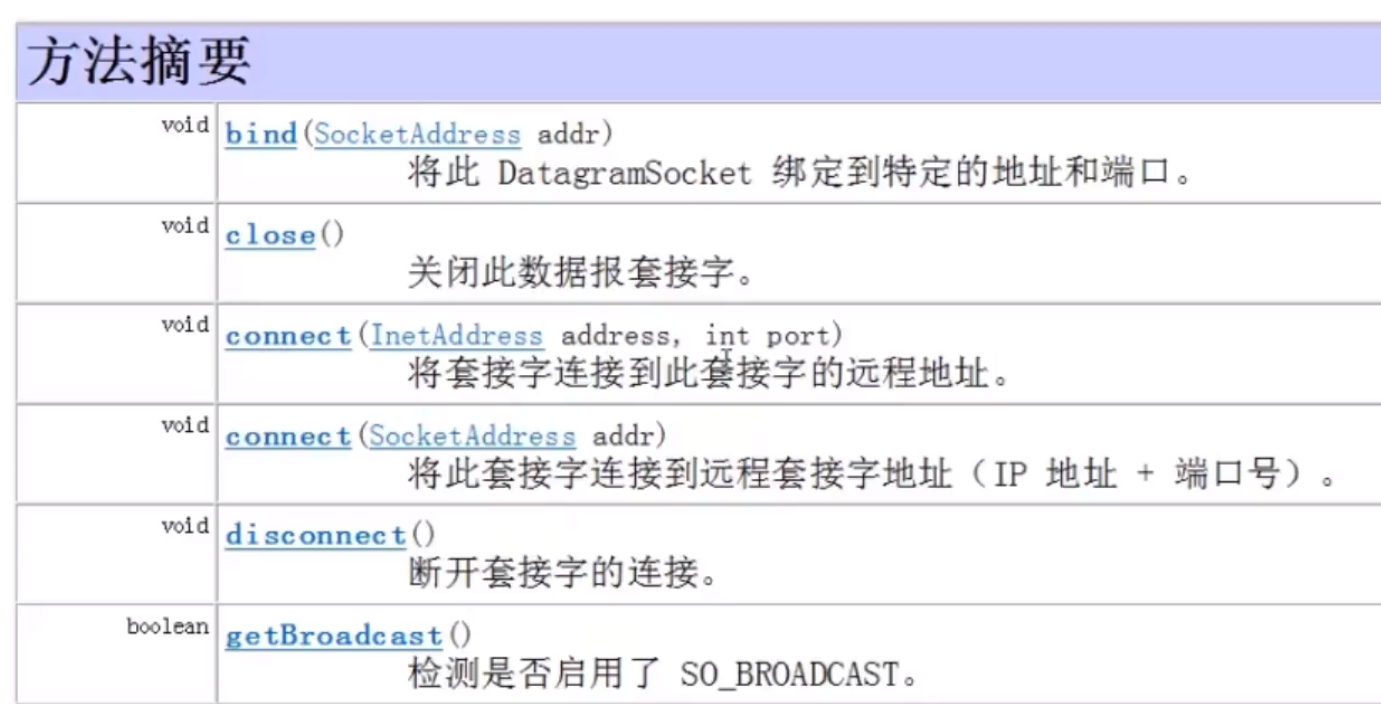 方法摘要
void bind(SocketAddress addr)
将此 DatagramSocket 绑定到特定的地址和端口。
void close()
关闭此数据报套接字。
void connect(InetAddress address, int port)
将套接字连接到此套接字的远程地址。
void connect(SocketAddress addr)
将此套接字连接到远程套接字地址（IP 地址 + 端口号）。
void disconnect()
断开套接字的连接。
boolean getBroadcast()
检测是否启用了 SO_BROADCAST。